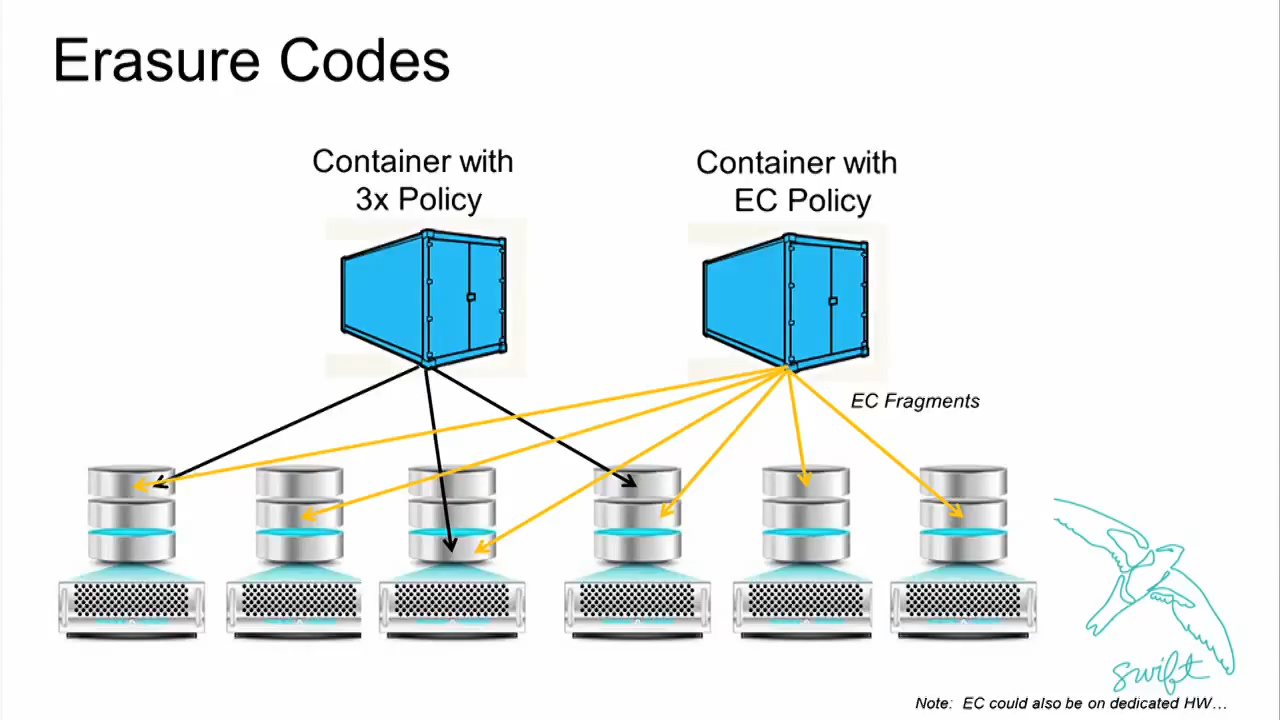 Erasure Codes
Container with
3x Policy
Container with
EC Policy
EC Fragments
swift
Note:  EC could also be on dedicated HW…